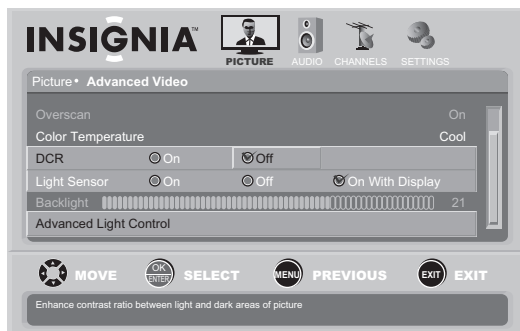 INSIGNIA™
PICTURE AUDIO CHANNELS SETTINGS
Picture • Advanced Video
Overscan On
Color Temperature Cool
DCR On Off
Light Sensor On Off On With Display
Backlight 21
Advanced Light Control
MOVE OK ENTER SELECT MENU PREVIOUS EXIT EXIT
Enhance contrast ratio between light and dark areas of picture